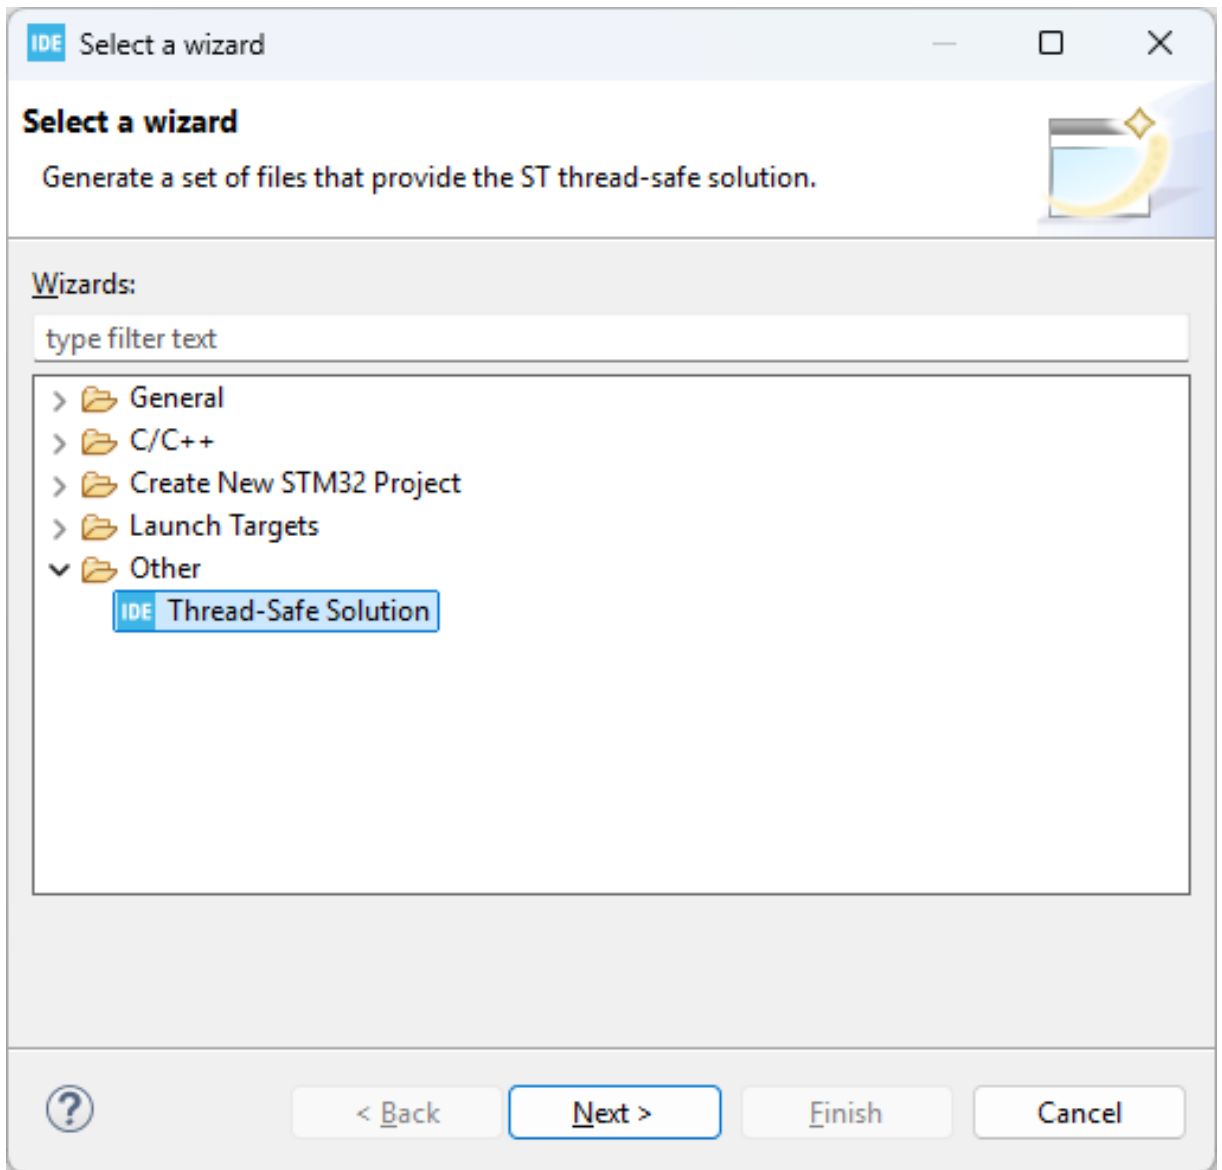 IDE Select a wizard
Select a wizard
Generate a set of files that provide the ST thread-safe solution.
Wizards:
type filter text
General
C/C++
Create New STM32 Project
Launch Targets
Other
IDE Thread-Safe Solution
? < Back Next > Finish Cancel